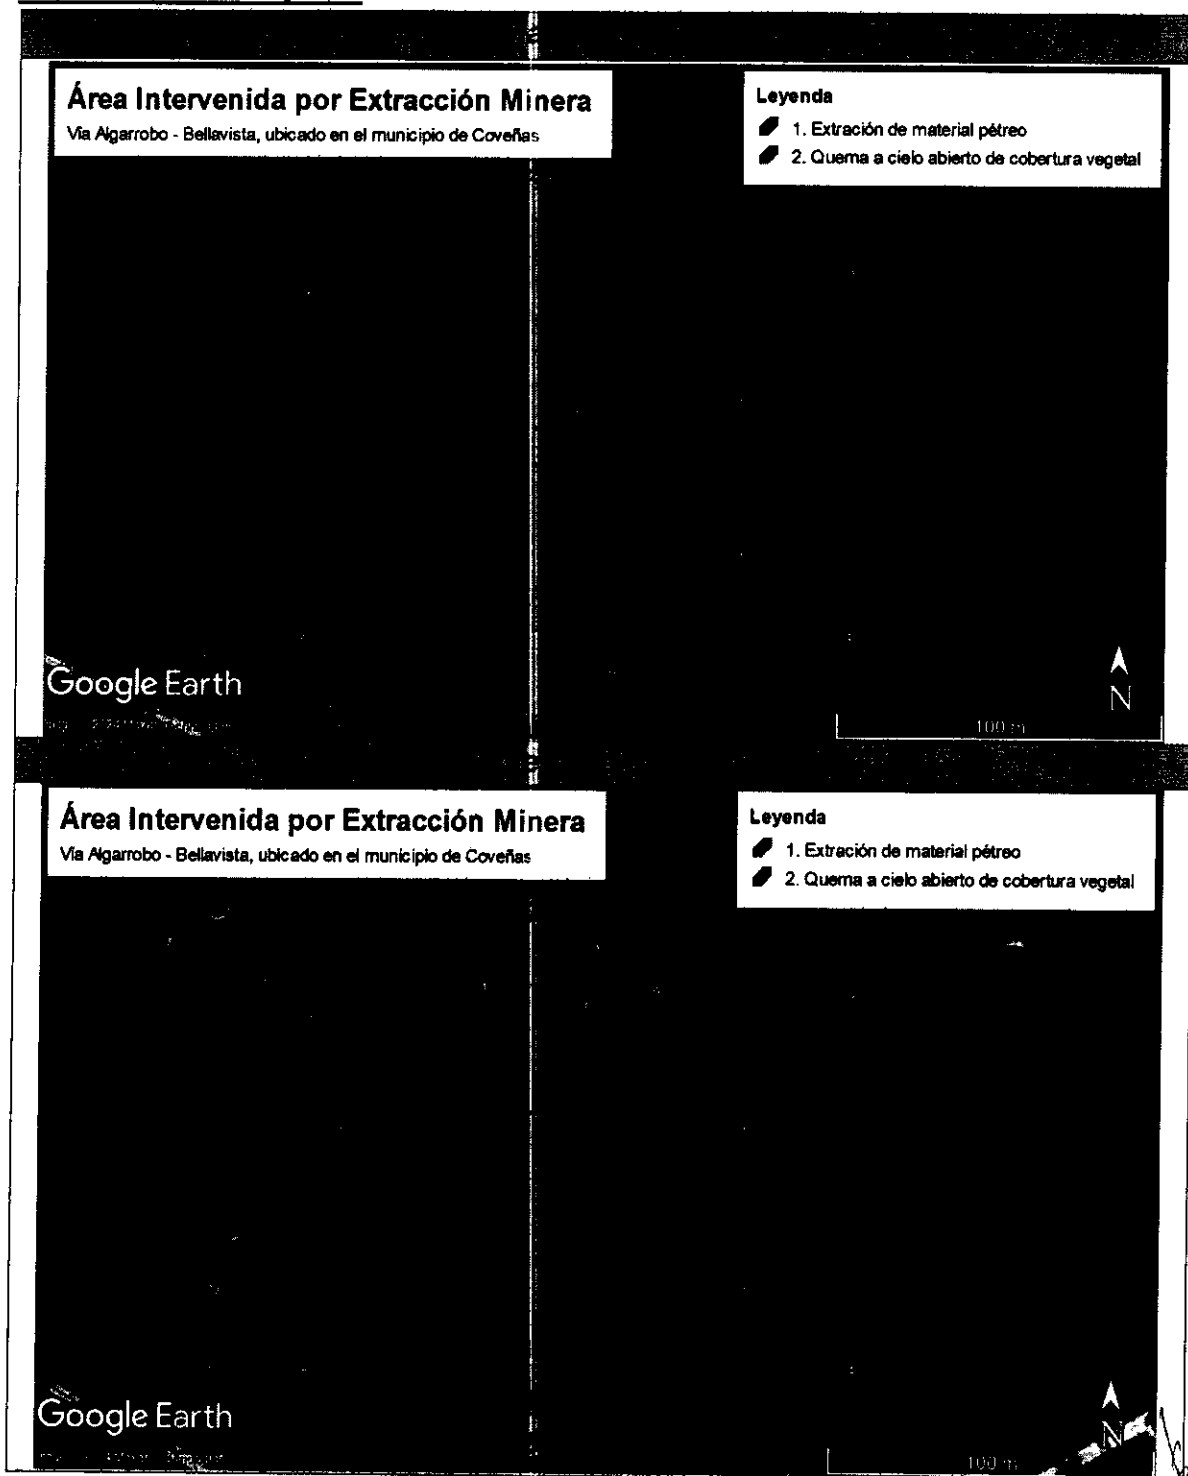 Área Intervenida por Extracción Minera
Vía Algarrobo - Bellavista, ubicado en el municipio de Coveñas
Leyenda
1. Extración de material pétreo
2. Quema a cielo abierto de cobertura vegetal
Google Earth
N
100 m
Área Intervenida por Extracción Minera
Vía Algarrobo - Bellavista, ubicado en el municipio de Coveñas
Leyenda
1. Extración de material pétreo
2. Quema a cielo abierto de cobertura vegetal
Google Earth
N
100 m